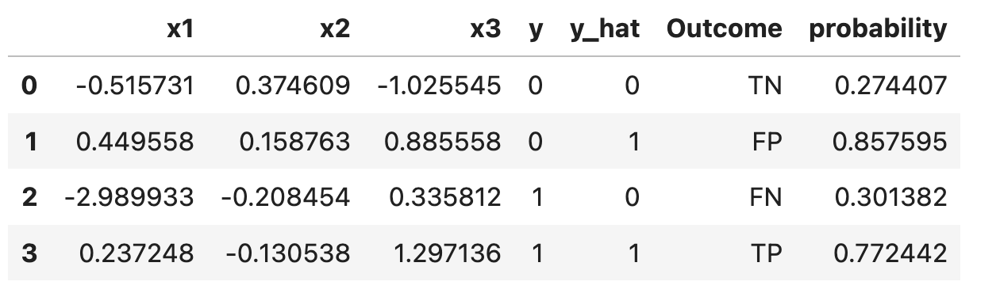 x1 x2 x3 y y_hat Outcome probability
0 -0.515731 0.374609 -1.025545 0 0 TN 0.274407
1 0.449558 0.158763 0.885558 0 1 FP 0.857595
2 -2.989933 -0.208454 0.335812 1 0 FN 0.301382
3 0.237248 -0.130538 1.297136 1 1 TP 0.772442